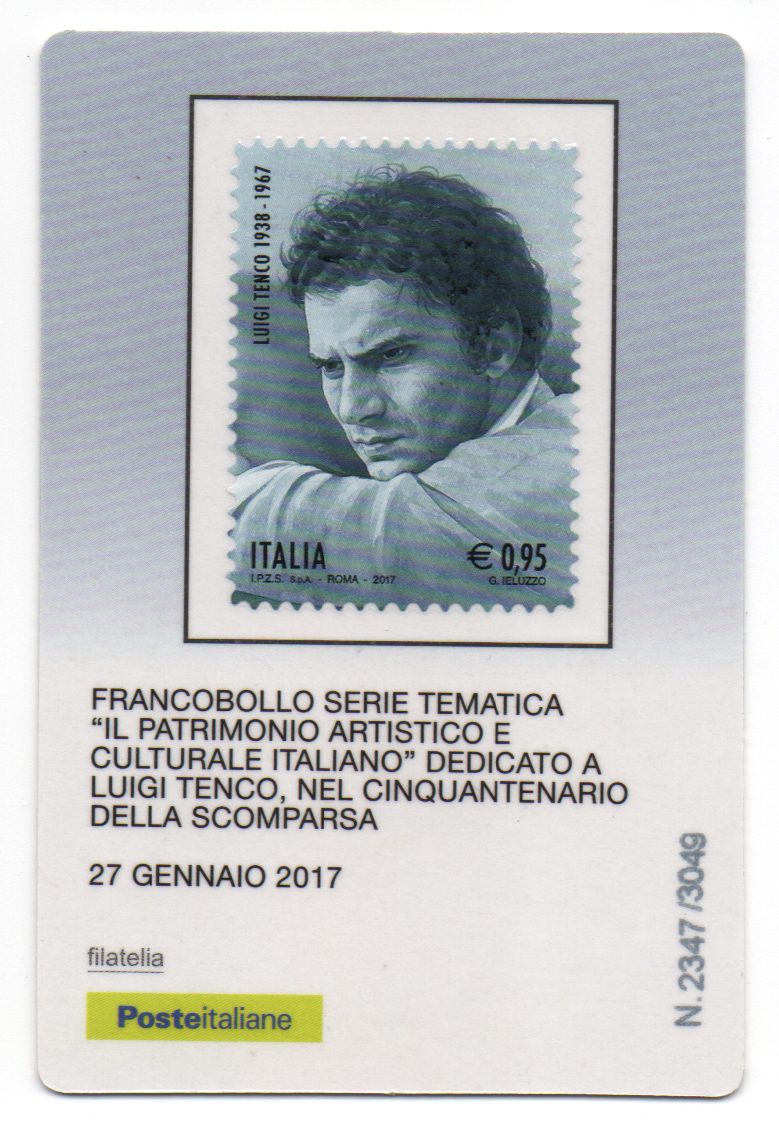 LUIGI TENCO 1938 - 1967
ITALIA
€ 0,95
I.P.Z.S. S.p.A. - ROMA - 2017
G. IELUZZO
FRANCOBOLLO SERIE TEMATICA
“IL PATRIMONIO ARTISTICO E
CULTURALE ITALIANO” DEDICATO A
LUIGI TENCO, NEL CINQUANTENARIO
DELLA SCOMPARSA
27 GENNAIO 2017
filatelia
Posteitaliane
N. 2347 /3049